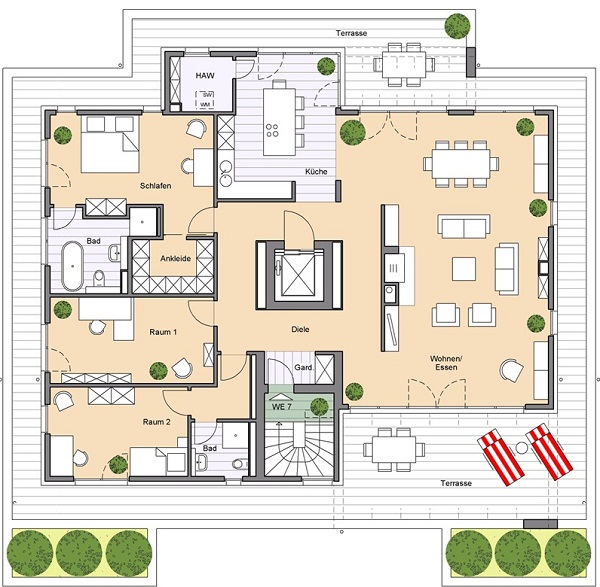 Terrasse
HAW
SW
WM
Küche
Schlafen
Bad
Ankleide
Raum 1
Diele
Wohnen/
Essen
Gard.
WE 7
Raum 2
Bad
Terrasse